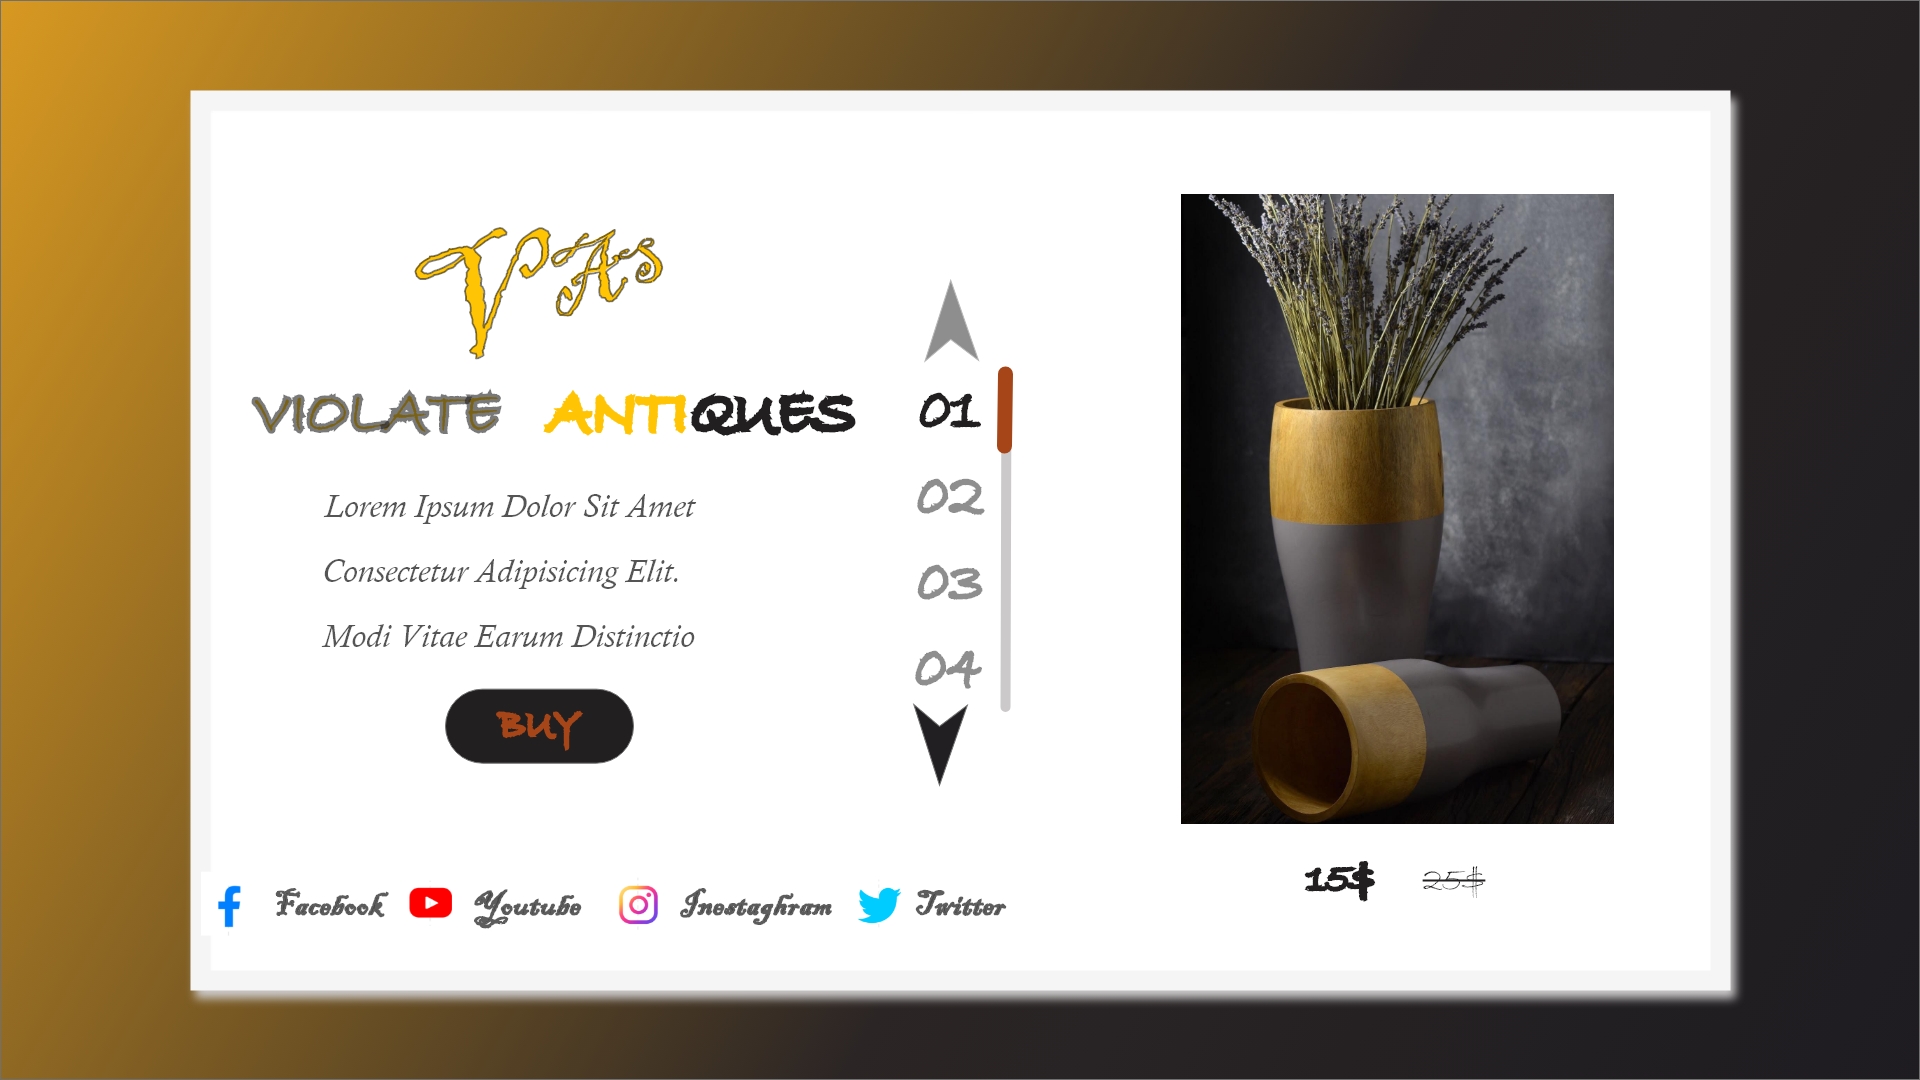 VAs
VIOLATE ANTIQUES
Lorem Ipsum Dolor Sit Amet
Consectetur Adipisicing Elit.
Modi Vitae Earum Distinctio
BUY
01
02
03
04
15$ 25$
Facebook Youtube Inestaghram Twitter